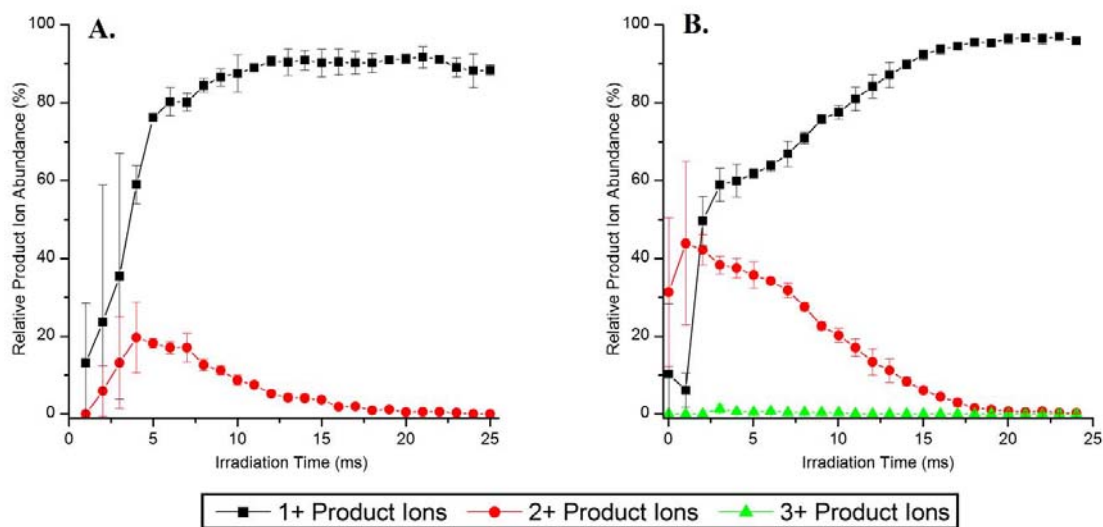 A.
Relative Product Ion Abundance (%)
100
80
60
40
20
0
0 5 10 15 20 25
Irradiation Time (ms)
B.
Relative Product Ion Abundance (%)
100
80
60
40
20
0
0 5 10 15 20 25
Irradiation Time (ms)
1+ Product Ions 2+ Product Ions 3+ Product Ions